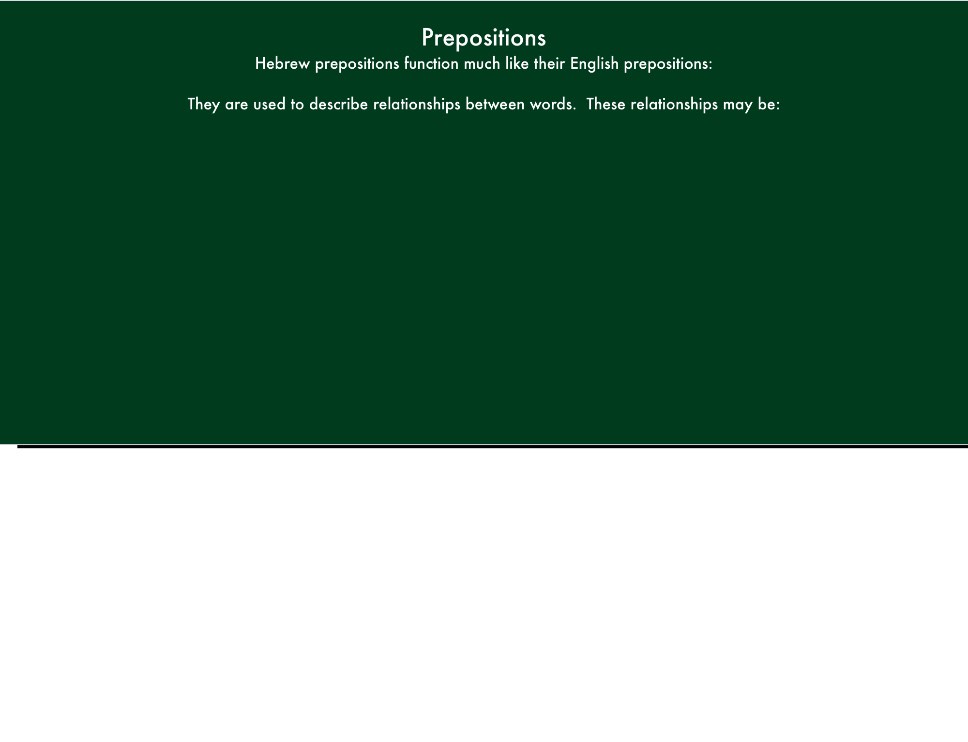 Prepositions
Hebrew prepositions function much like their English prepositions:
They are used to describe relationships between words.  These relationships may be: